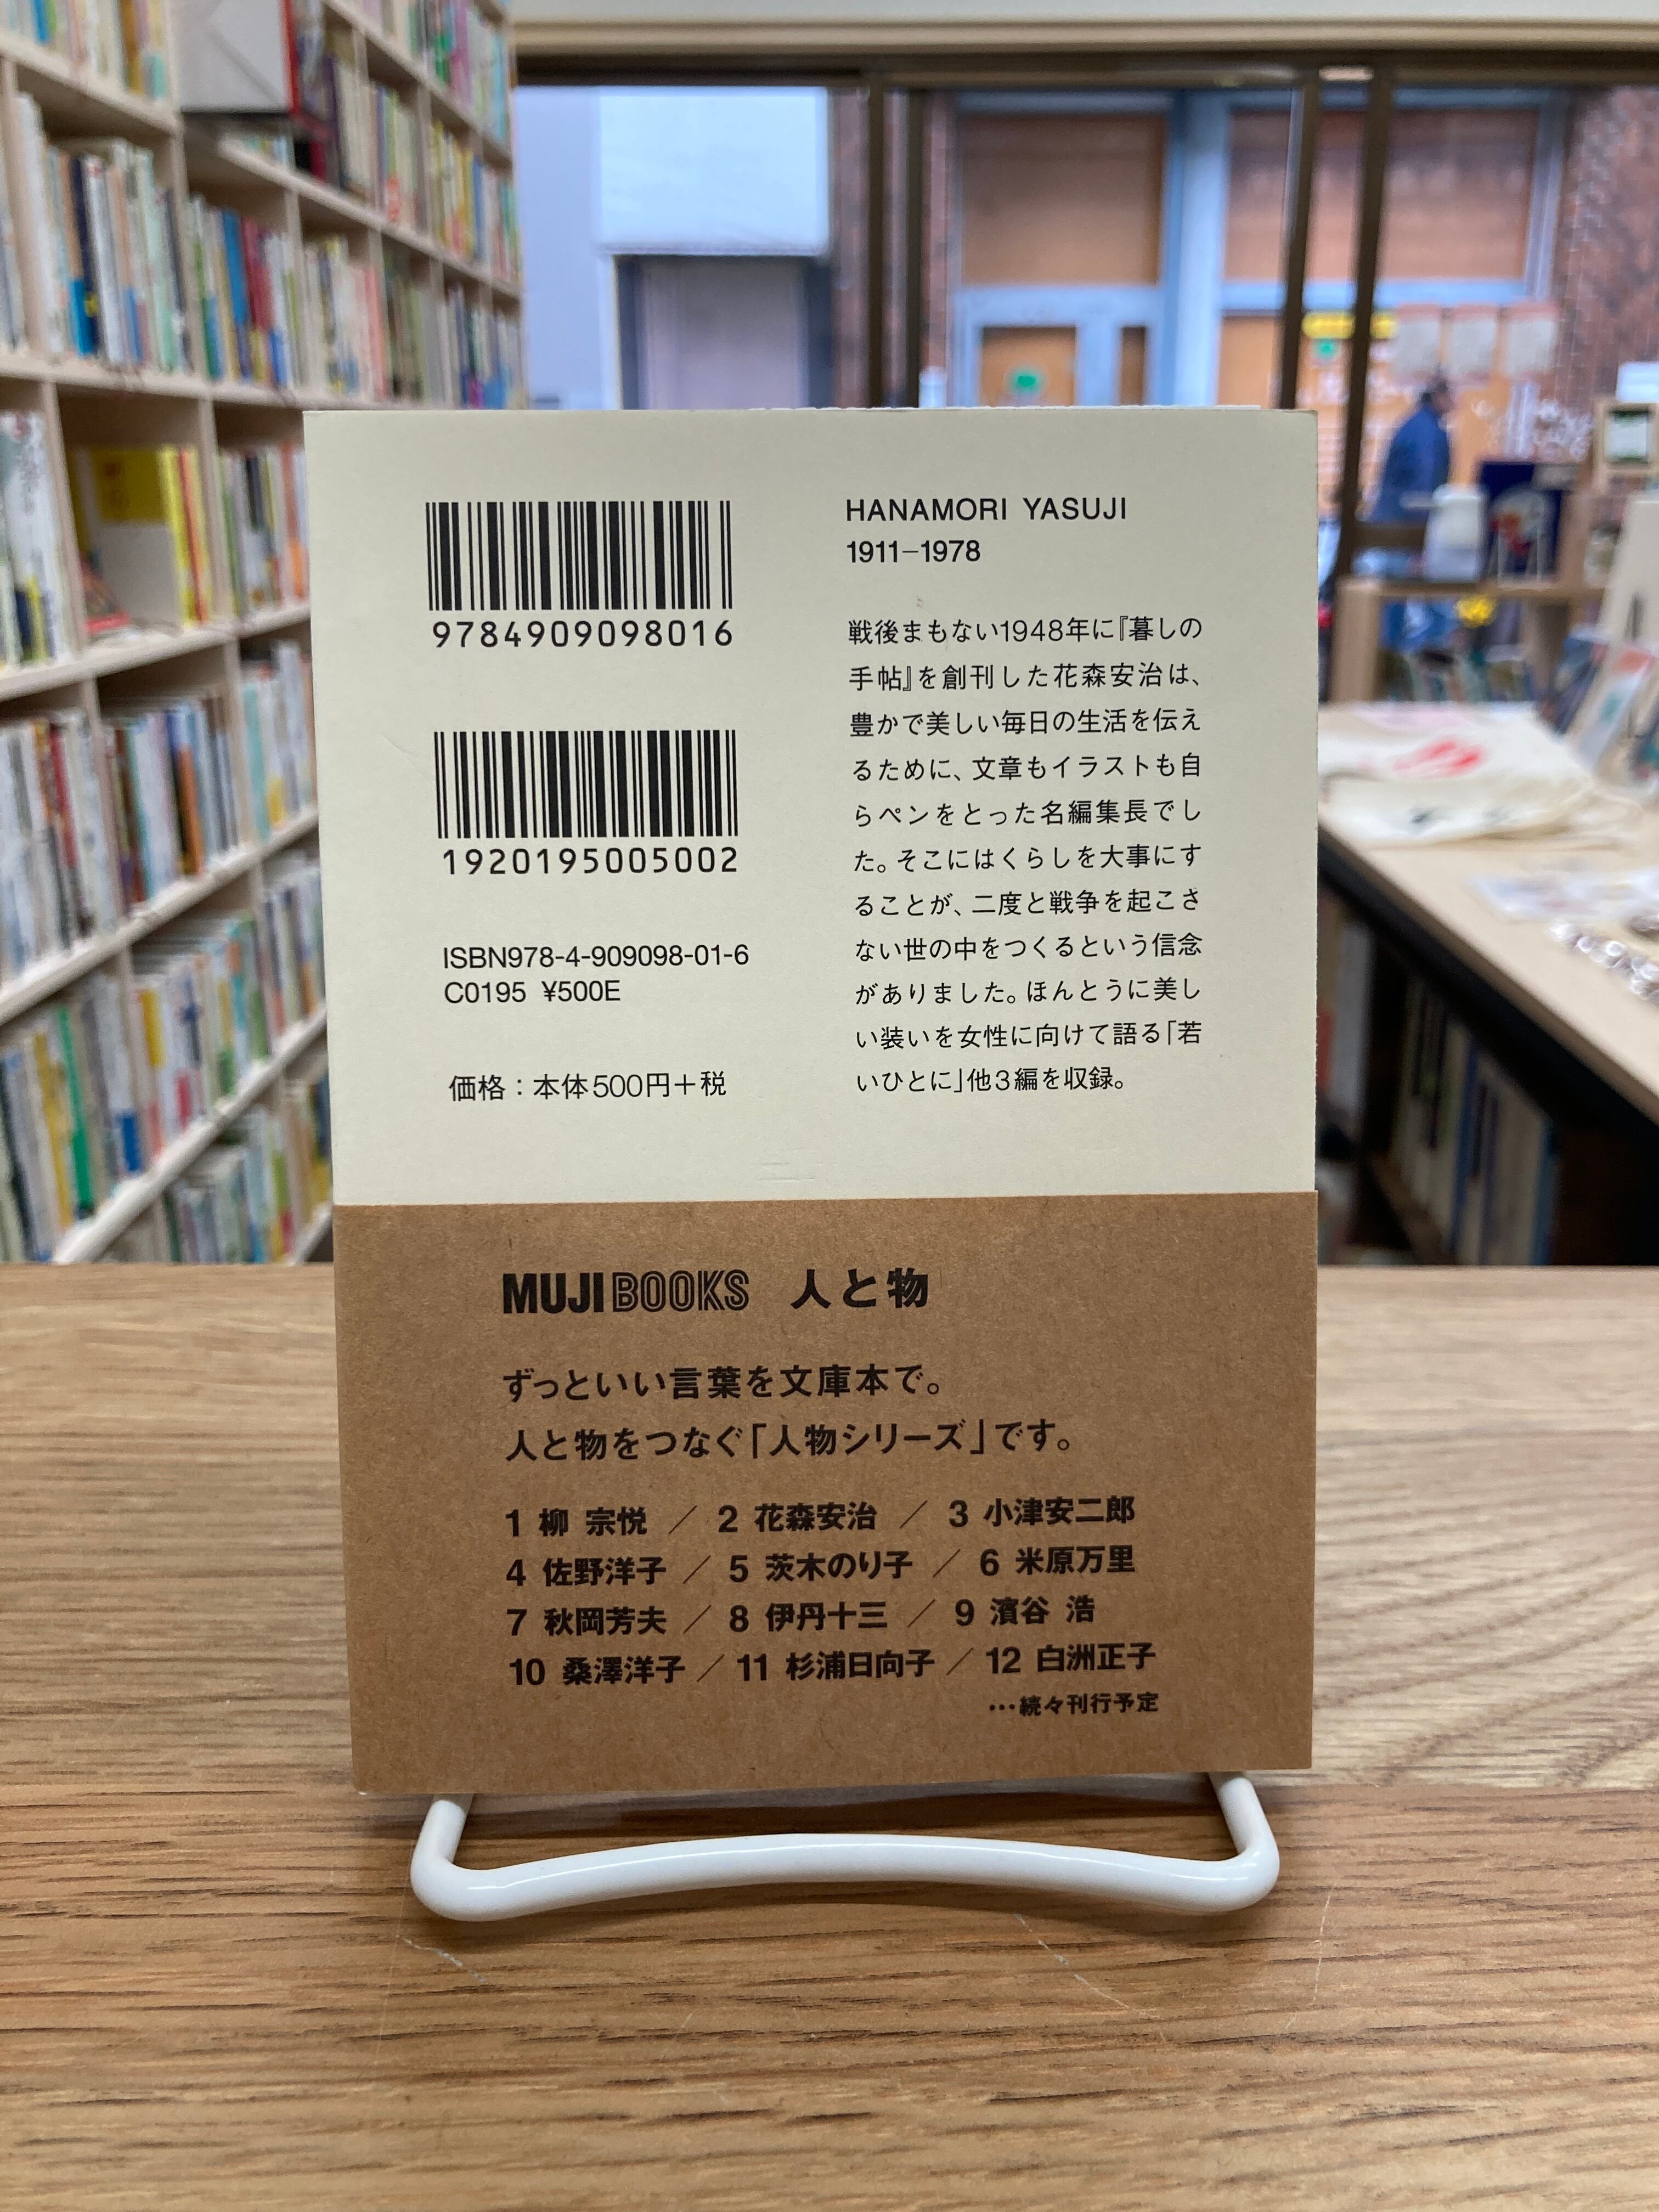 9784909098016
1920195005002
ISBN978-4-909098-01-6
C0195 ¥500E
価格：本体500円＋税
HANAMORI YASUJI
1911–1978
戦後まもない1948年に『暮しの
手帖』を創刊した花森安治は、
豊かで美しい毎日の生活を伝え
るために、文章もイラストも自
らペンをとった名編集長でし
た。そこにはくらしを大事にす
ることが、二度と戦争を起こさ
ない世の中をつくるという信念
がありました。ほんとうに美し
い装いを女性に向けて語る「若
いひとに」他3編を収録。
MUJI BOOKS 人と物
ずっといい言葉を文庫本で。
人と物をつなぐ「人物シリーズ」です。
1 柳 宗悦 ／ 2 花森安治 ／ 3 小津安二郎
4 佐野洋子 ／ 5 茨木のり子 ／ 6 米原万里
7 秋岡芳夫 ／ 8 伊丹十三 ／ 9 濱谷 浩
10 桑澤洋子 ／ 11 杉浦日向子 ／ 12 白洲正子
…続々刊行予定